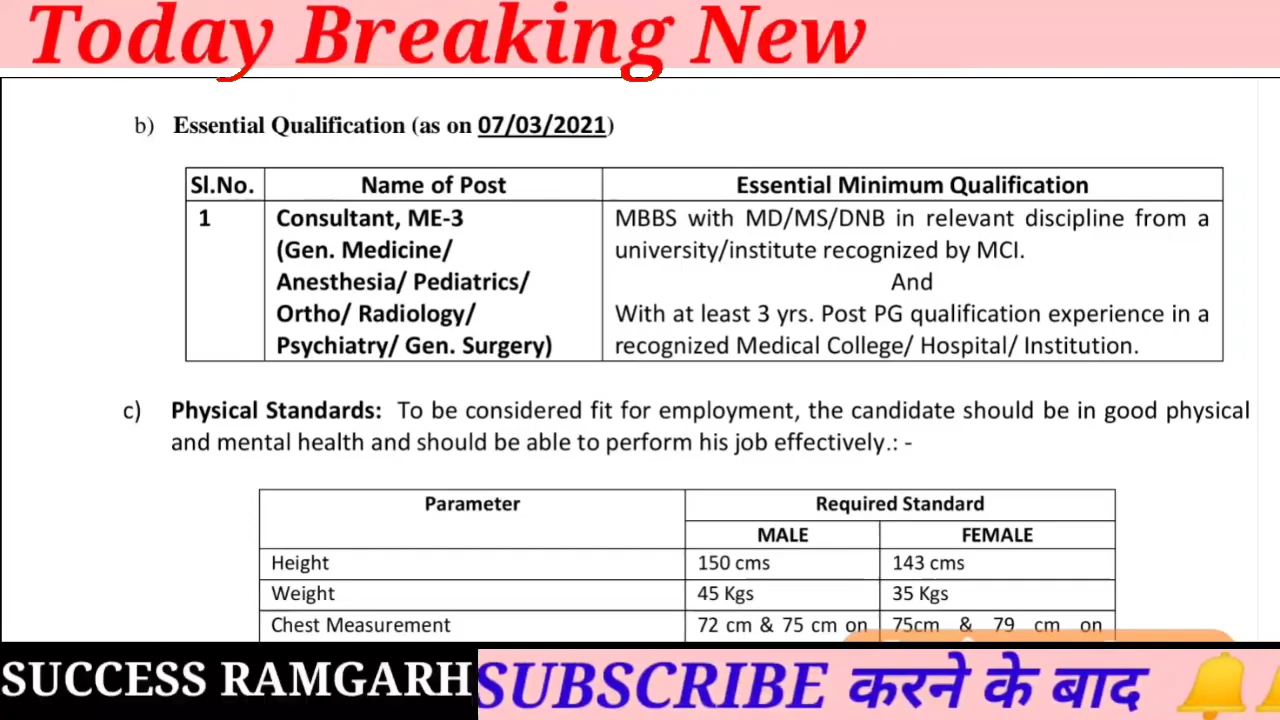 Today Breaking New
b) Essential Qualification (as on 07/03/2021)
Sl.No. Name of Post Essential Minimum Qualification
1 Consultant, ME-3 MBBS with MD/MS/DNB in relevant discipline from a
(Gen. Medicine/ university/institute recognized by MCI.
Anesthesia/ Pediatrics/ And
Ortho/ Radiology/ With at least 3 yrs. Post PG qualification experience in a
Psychiatry/ Gen. Surgery) recognized Medical College/ Hospital/ Institution.
c) Physical Standards: To be considered fit for employment, the candidate should be in good physical
and mental health and should be able to perform his job effectively.: -
Parameter Required Standard
MALE FEMALE
Height 150 cms 143 cms
Weight 45 Kgs 35 Kgs
Chest Measurement 72 cm & 75 cm on 75cm & 79 cm on
SUCCESS RAMGARH SUBSCRIBE करने के बाद